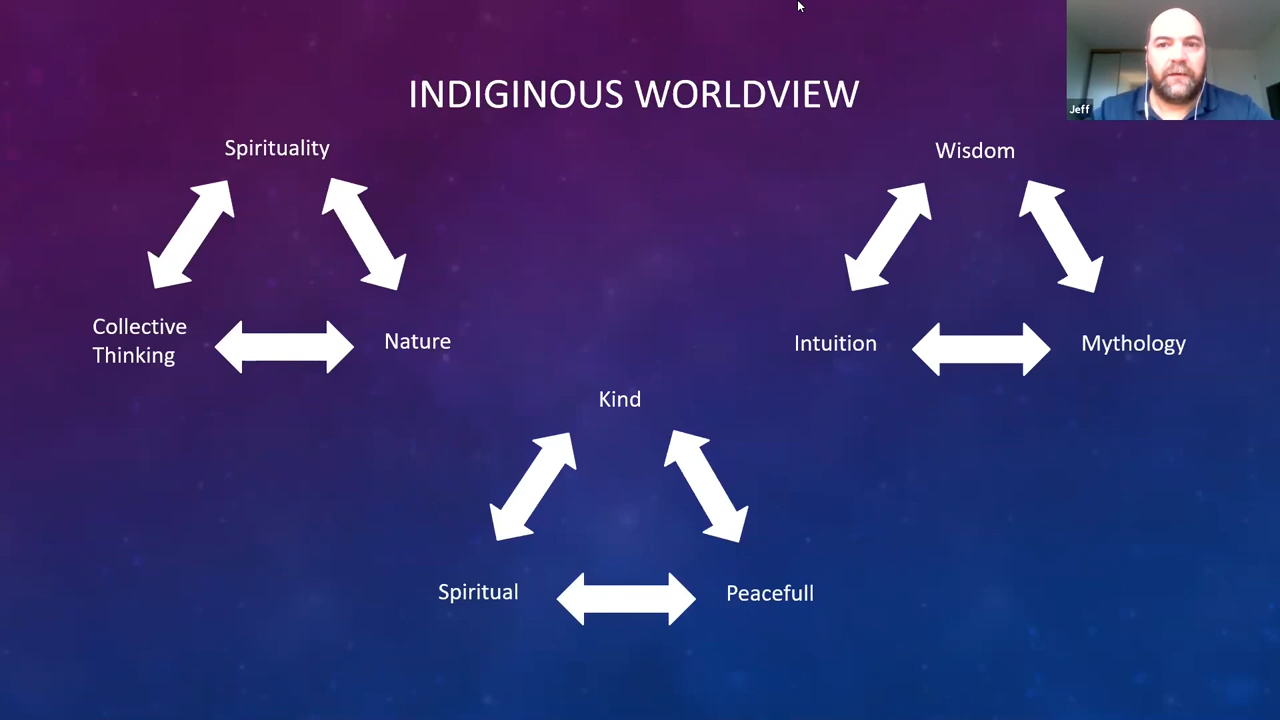 Jeff
INDIGINOUS WORLDVIEW
Spirituality
Collective
Thinking
Nature
Wisdom
Intuition
Mythology
Kind
Spiritual
Peacefull